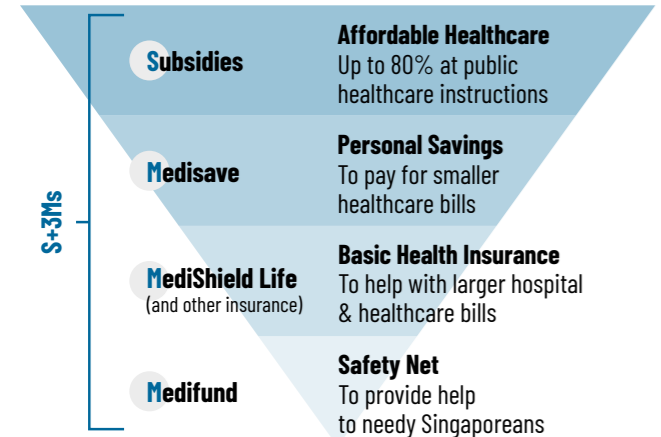 S+3Ms
Subsidies
Affordable Healthcare
Up to 80% at public
healthcare instructions
Medisave
Personal Savings
To pay for smaller
healthcare bills
MediShield Life
(and other insurance)
Basic Health Insurance
To help with larger hospital
& healthcare bills
Medifund
Safety Net
To provide help
to needy Singaporeans